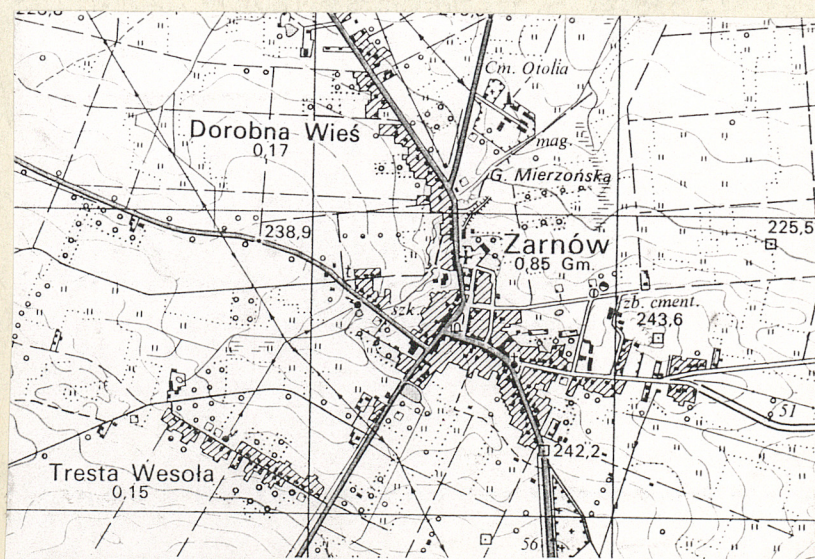 Cm. Otolia
Dorobna Wieś
0,17
mag.
G. Mierzońska
238,9
Żarnów
0,85 Gm.
225,5
szk.
zb. cment.
243,6
51
242,2
Tresta Wesoła
0,15
56